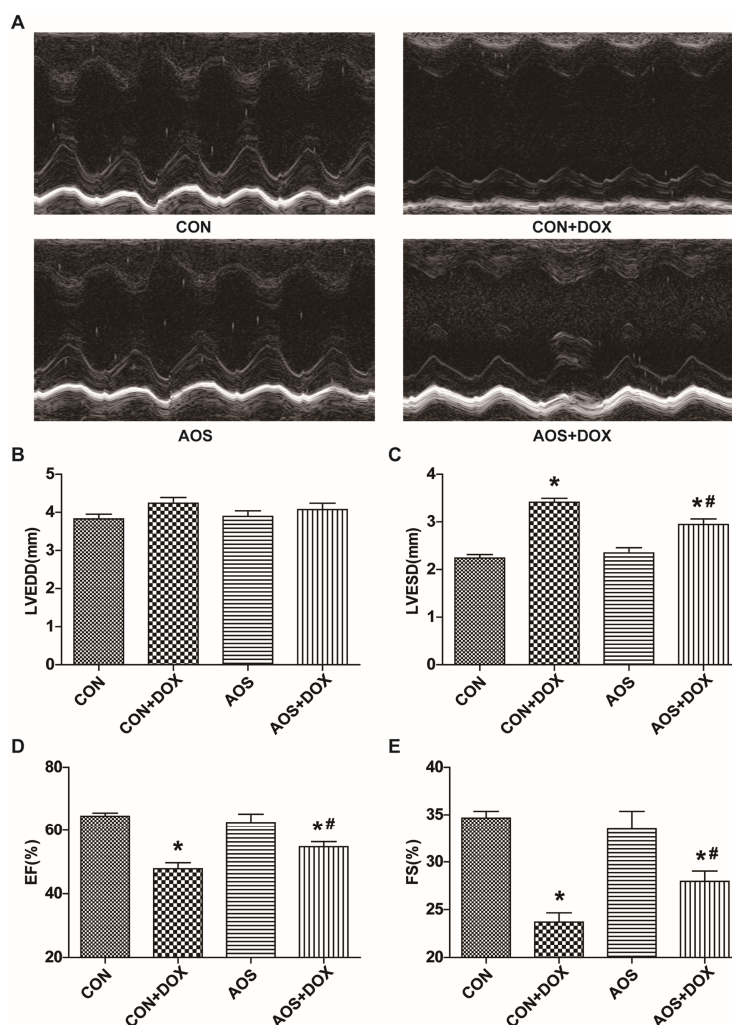 A
CON
CON+DOX
AOS
AOS+DOX
B
LVEDD(mm)
5
4
3
2
1
0
CON
CON+DOX
AOS
AOS+DOX
C
LVESD(mm)
4
3
2
1
0
*
*#
CON
CON+DOX
AOS
AOS+DOX
D
EF(%)
80
60
40
20
*
*#
CON
CON+DOX
AOS
AOS+DOX
E
FS(%)
40
35
30
25
20
*
*#
CON
CON+DOX
AOS
AOS+DOX